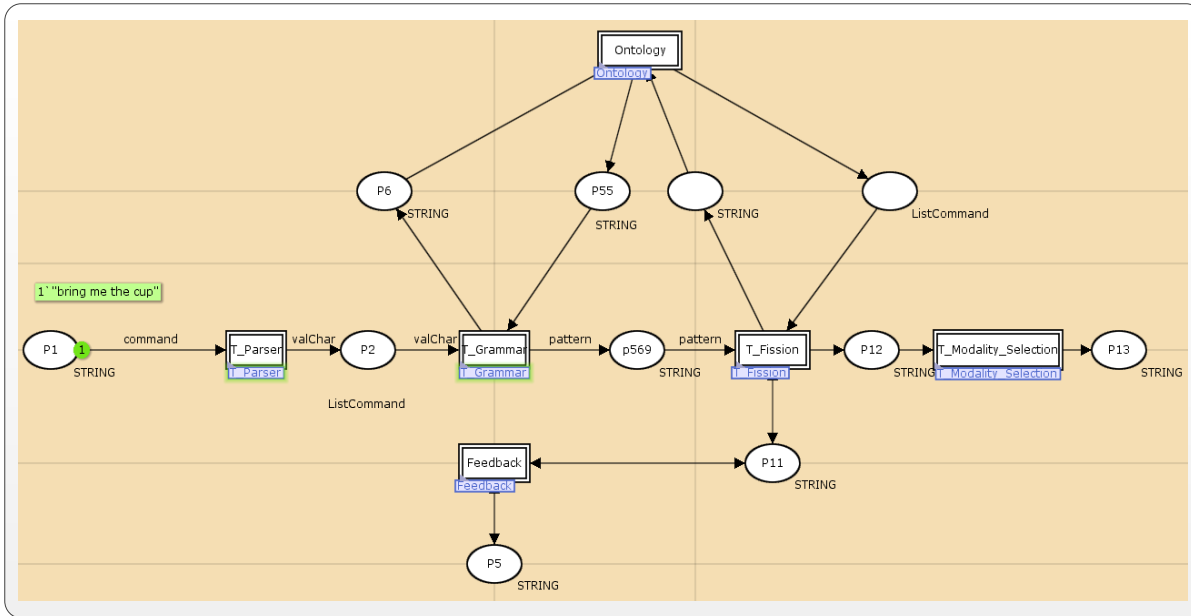 Ontology
Ontology
P6
STRING
P55
STRING
STRING
ListCommand
1`"bring me the cup"
P1
1
STRING
command
T_Parser
T_Parser
valChar
P2
ListCommand
valChar
T_Grammar
T_Grammar
pattern
p569
STRING
pattern
T_Fission
T_Fission
P12
STRING
T_Modality_Selection
T_Modality_Selection
P13
STRING
Feedback
Feedback
P11
STRING
P5
STRING